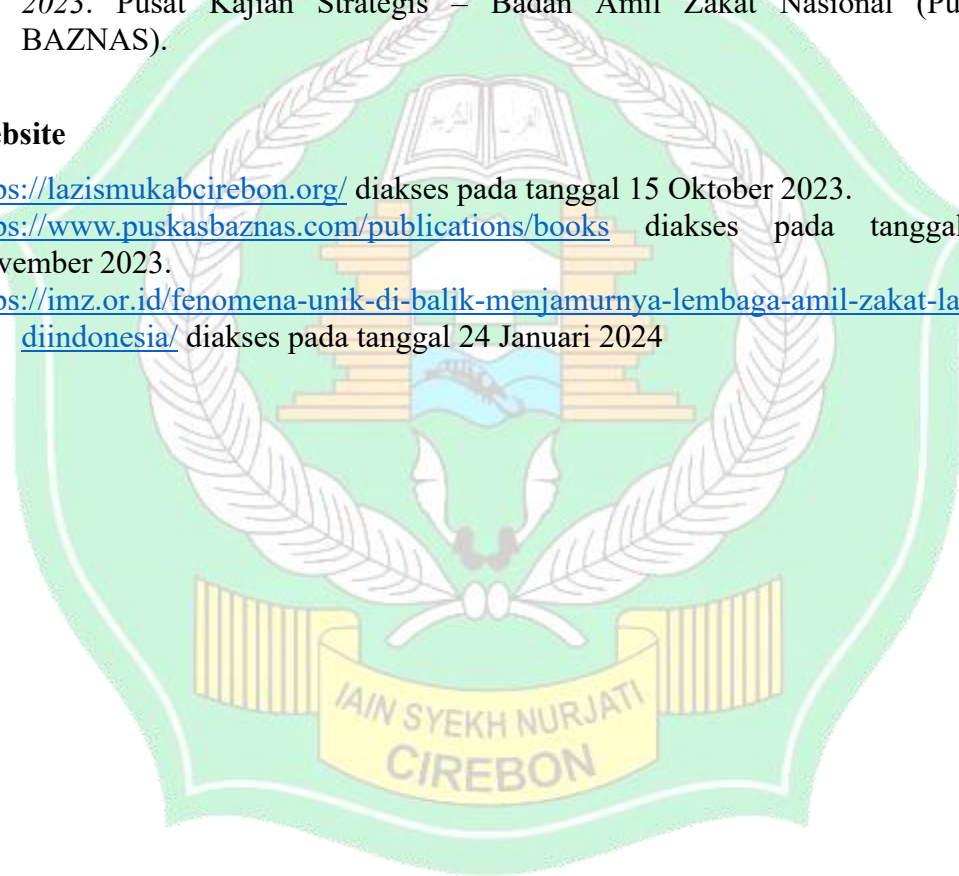 2023. Pusat Kajian Strategis – Badan Amil Zakat Nasional (Pu
BAZNAS).
ebsite
ps://lazismukabcirebon.org/ diakses pada tanggal 15 Oktober 2023.
ps://www.puskasbaznas.com/publications/books diakses pada tanggal
vember 2023.
ps://imz.or.id/fenomena-unik-di-balik-menjamurnya-lembaga-amil-zakat-la
diindonesia/ diakses pada tanggal 24 Januari 2024
IAIN SYEKH NURJATI
CIREBON